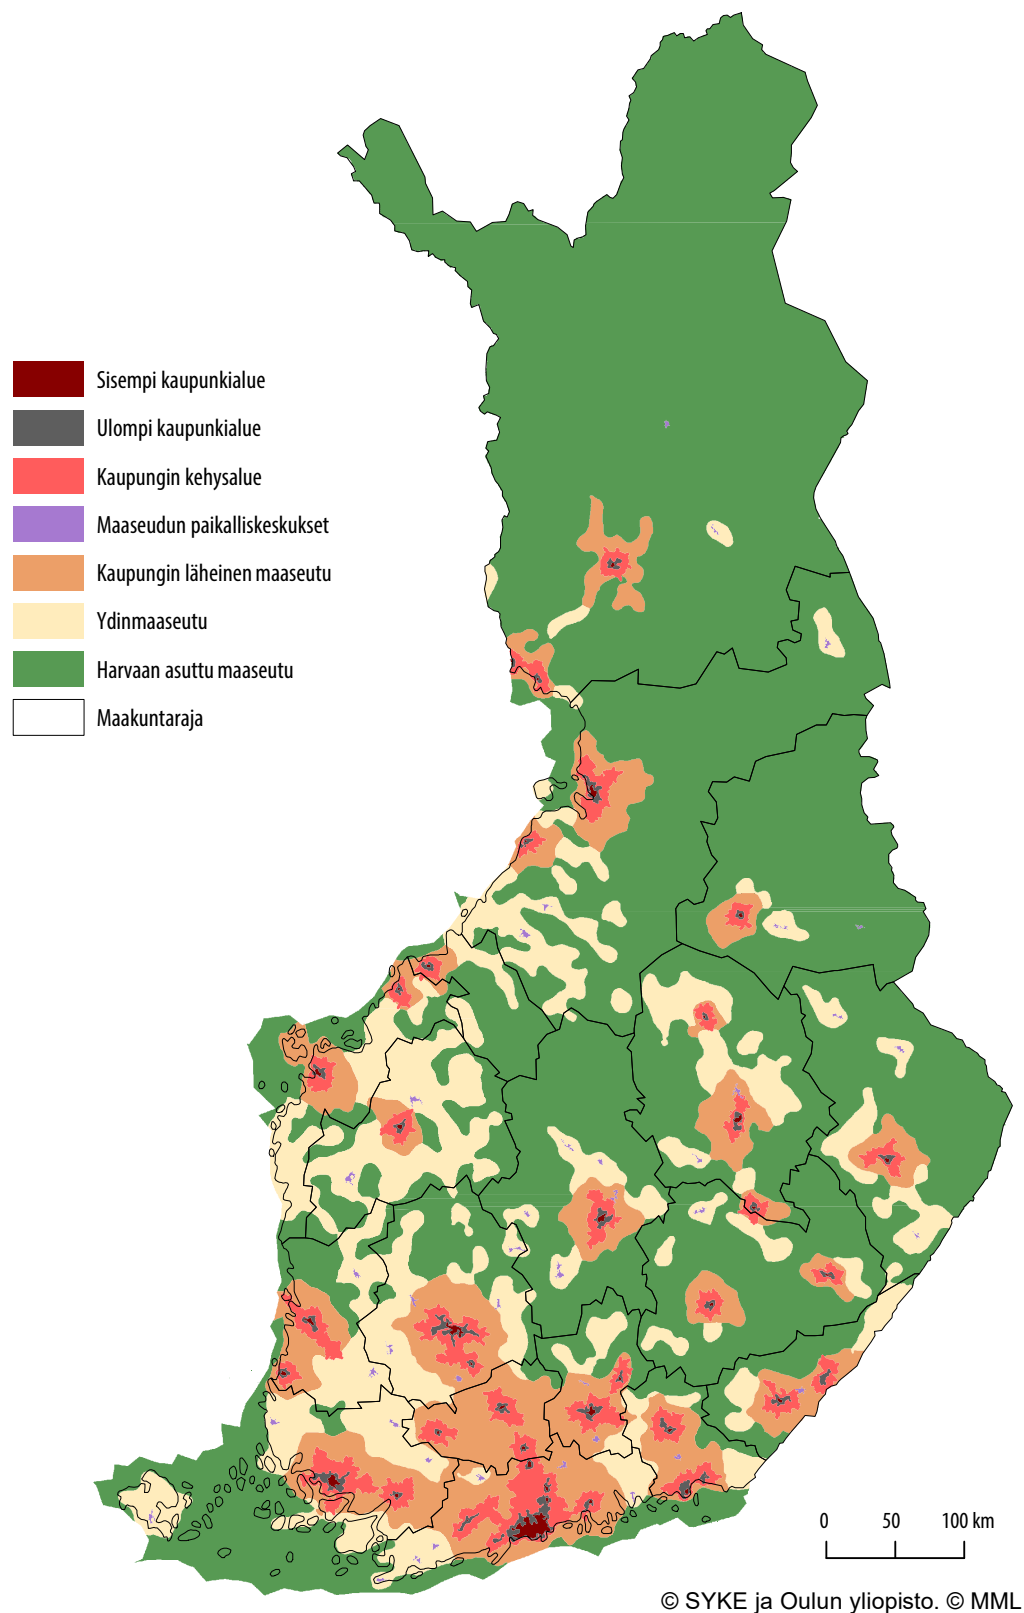 Sisempi kaupunkialue
Ulompi kaupunkialue
Kaupungin kehysalue
Maaseudun paikalliskeskukset
Kaupungin läheinen maaseutu
Ydinmaaseutu
Harvaan asuttu maaseutu
Maakuntaraja
0 50 100 km
© SYKE ja Oulun yliopisto. © MML